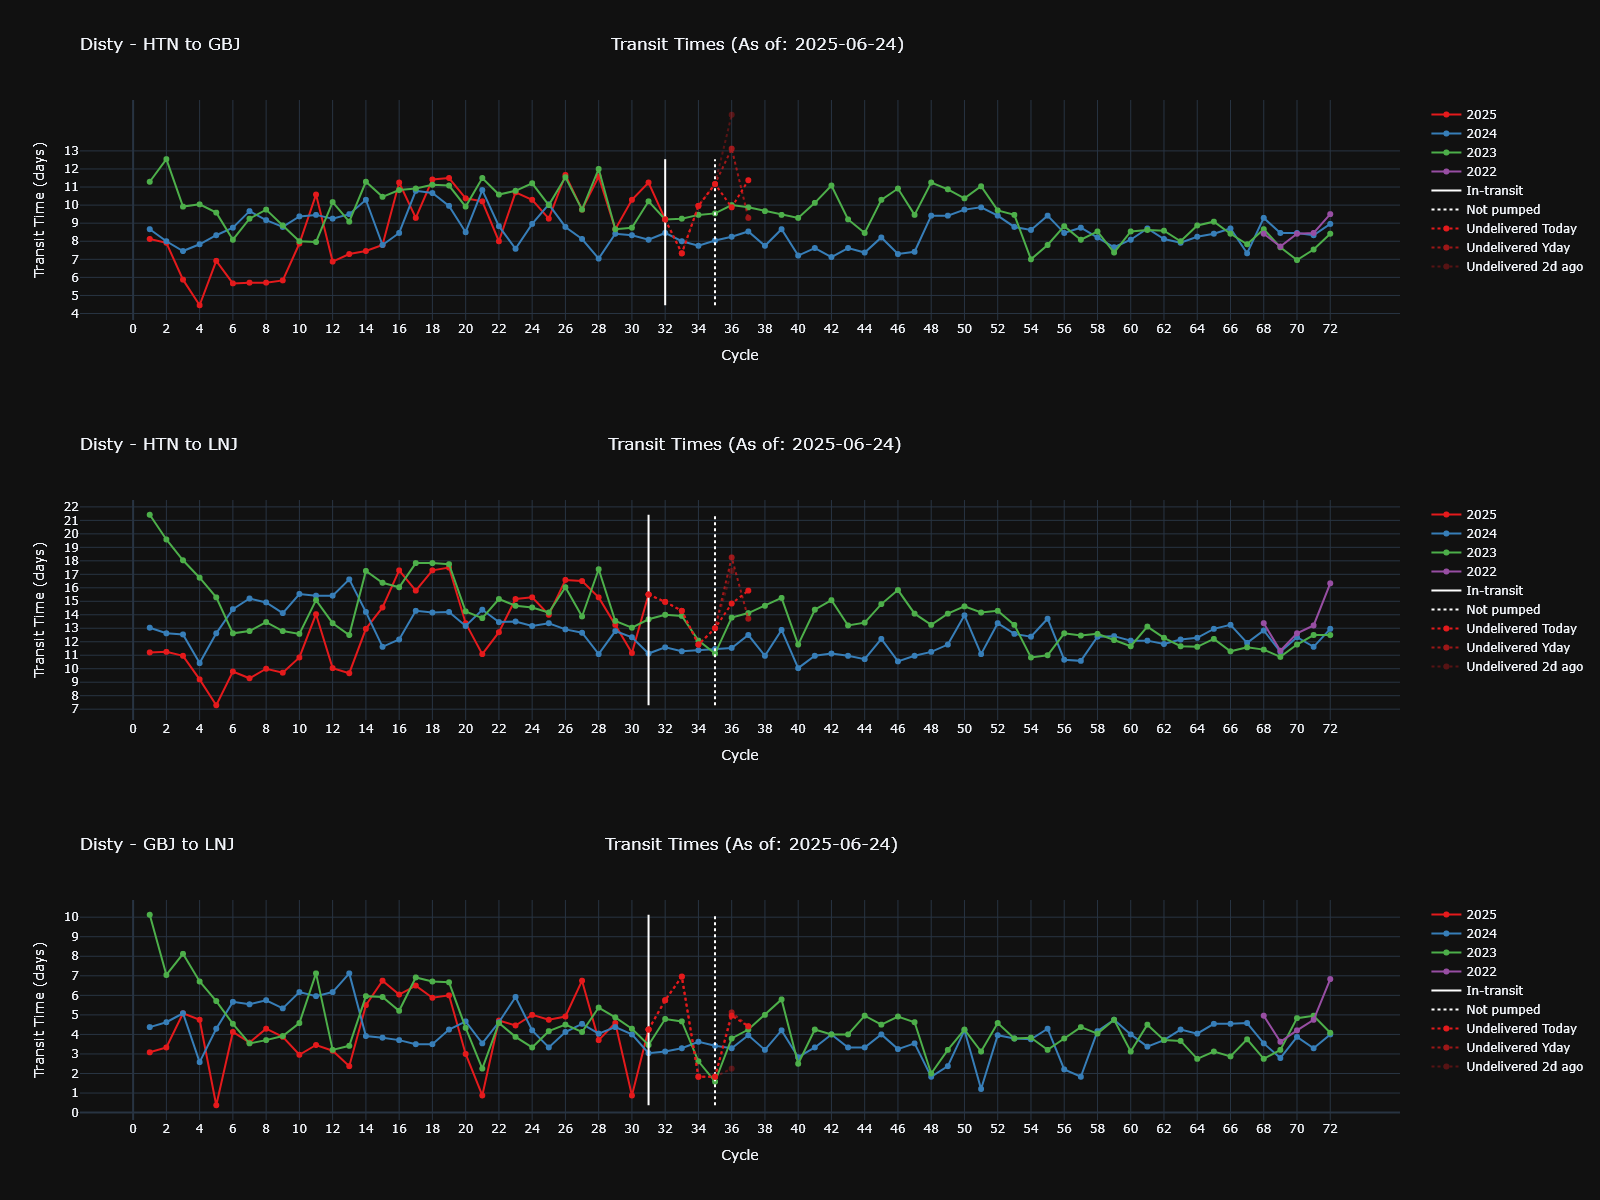 Disty - HTN to GBJ
Transit Times (As of: 2025-06-24)
Transit Time (days)
13
12
11
10
9
8
7
6
5
4
0 2 4 6 8 10 12 14 16 18 20 22 24 26 28 30 32 34 36 38 40 42 44 46 48 50 52 54 56 58 60 62 64 66 68 70 72
Cycle
2025
2024
2023
2022
In-transit
Not pumped
Undelivered Today
Undelivered Yday
Undelivered 2d ago
Disty - HTN to LNJ
Transit Times (As of: 2025-06-24)
Transit Time (days)
22
21
20
19
18
17
16
15
14
13
12
11
10
9
8
7
0 2 4 6 8 10 12 14 16 18 20 22 24 26 28 30 32 34 36 38 40 42 44 46 48 50 52 54 56 58 60 62 64 66 68 70 72
Cycle
2025
2024
2023
2022
In-transit
Not pumped
Undelivered Today
Undelivered Yday
Undelivered 2d ago
Disty - GBJ to LNJ
Transit Times (As of: 2025-06-24)
Transit Time (days)
10
9
8
7
6
5
4
3
2
1
0
0 2 4 6 8 10 12 14 16 18 20 22 24 26 28 30 32 34 36 38 40 42 44 46 48 50 52 54 56 58 60 62 64 66 68 70 72
Cycle
2025
2024
2023
2022
In-transit
Not pumped
Undelivered Today
Undelivered Yday
Undelivered 2d ago